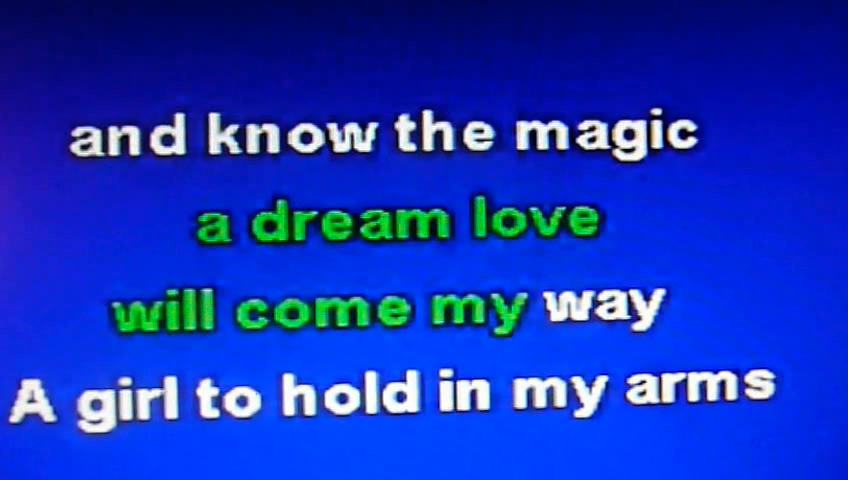 and know the magic
a dream love
will come my way
A girl to hold in my arms